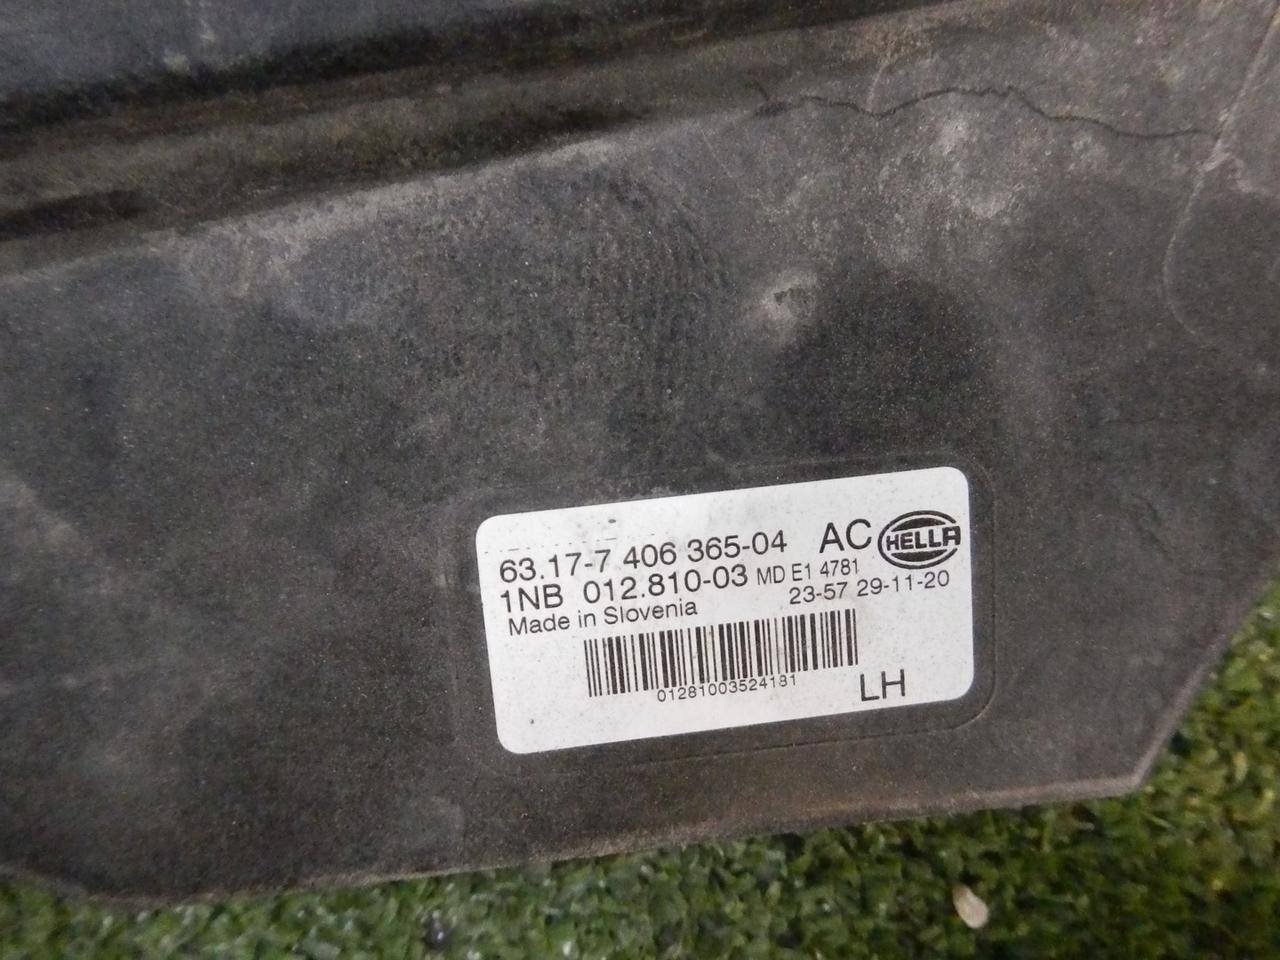 63.17-7 406 365-04 AC HELLA
1NB 012.810-03 MD E1 4781
Made in Slovenia 23-57 29-11-20
01281003524181
LH